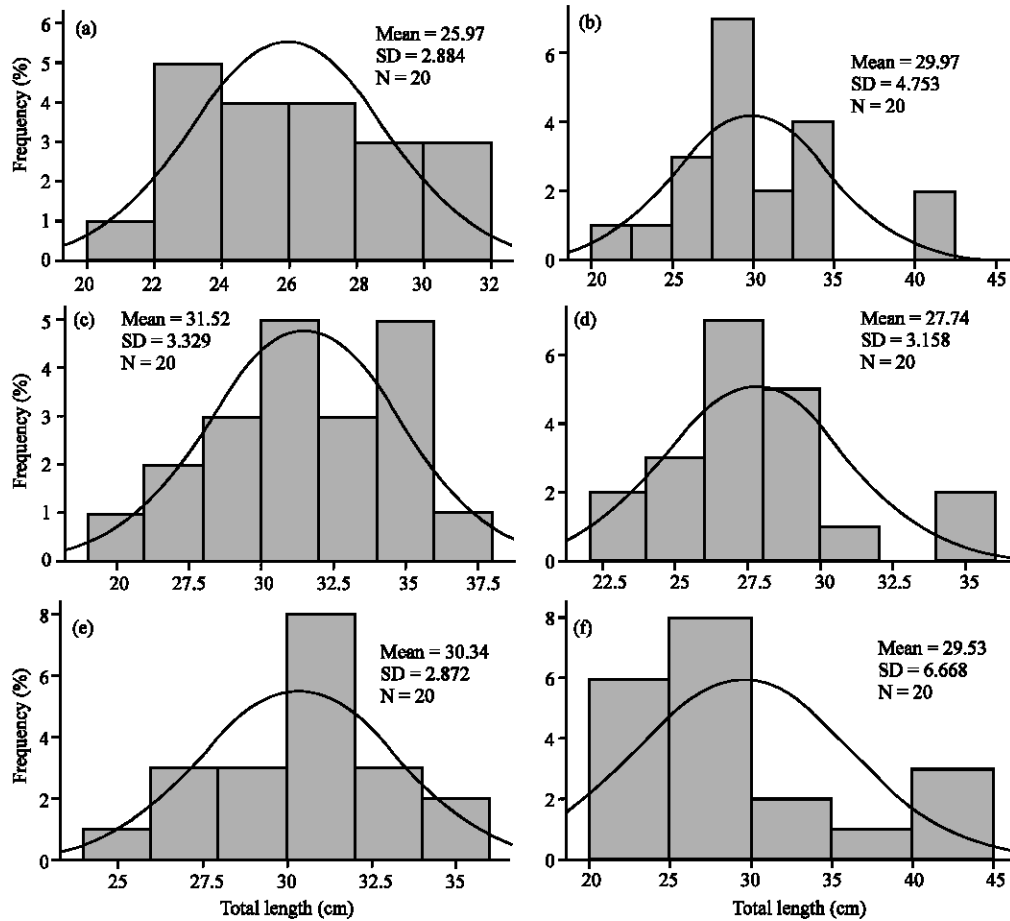 (a)
Mean = 25.97
SD = 2.884
N = 20
Frequency (%)
6
5
4
3
2
1
0
20 22 24 26 28 30 32
(b)
Mean = 29.97
SD = 4.753
N = 20
6
4
2
0
20 25 30 35 40 45
(c)
Mean = 31.52
SD = 3.329
N = 20
Frequency (%)
5
4
3
2
1
0
20 27.5 30 35 32.5 35 37.5
(d)
Mean = 27.74
SD = 3.158
N = 20
6
4
2
0
22.5 25 27.5 30 32.5 35
(e)
Mean = 30.34
SD = 2.872
N = 20
Frequency (%)
8
6
4
2
0
25 27.5 30 32.5 35
Total length (cm)
(f)
Mean = 29.53
SD = 6.668
N = 20
8
6
4
2
0
20 25 30 35 40 45
Total length (cm)